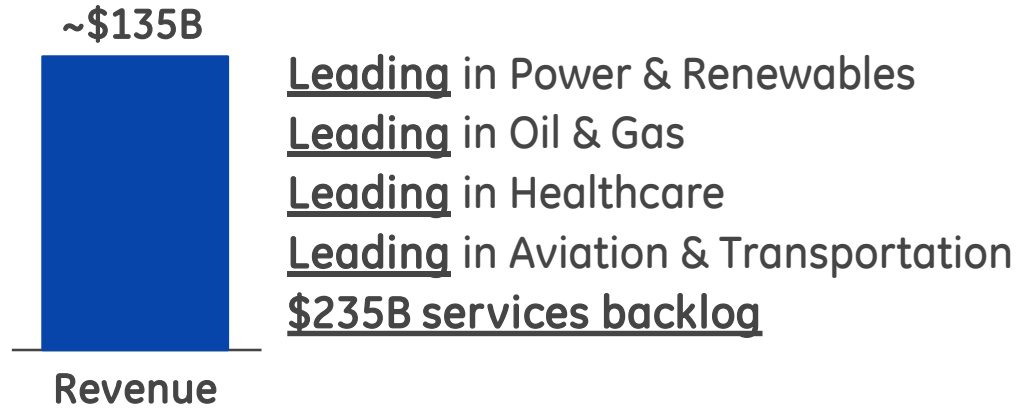 ~$135B
Leading in Power & Renewables
Leading in Oil & Gas
Leading in Healthcare
Leading in Aviation & Transportation
$235B services backlog
Revenue